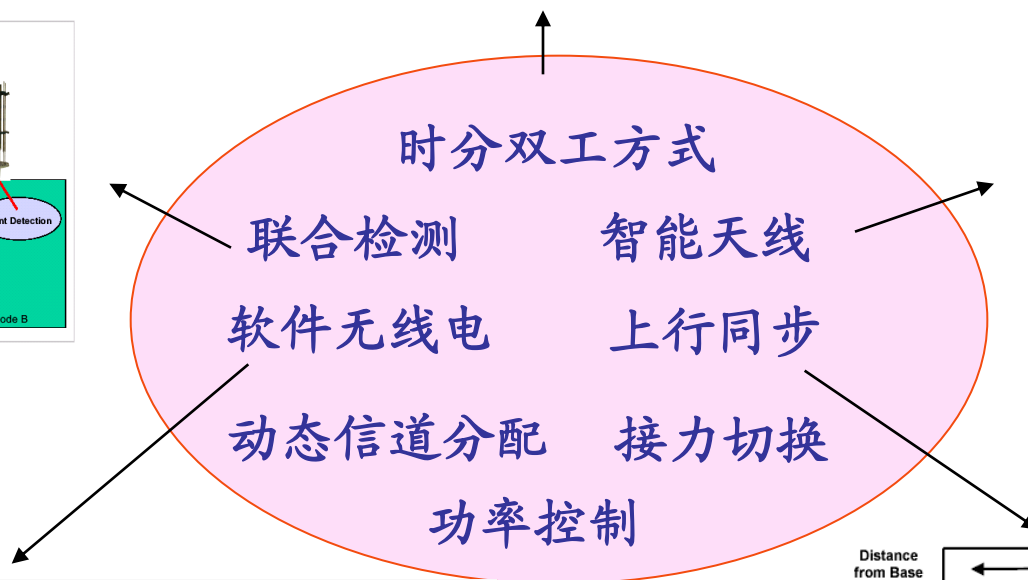 时分双工方式
联合检测 智能天线
nt Detection
软件无线电 上行同步
ode B
动态信道分配 接力切换
功率控制
Distance
from Base